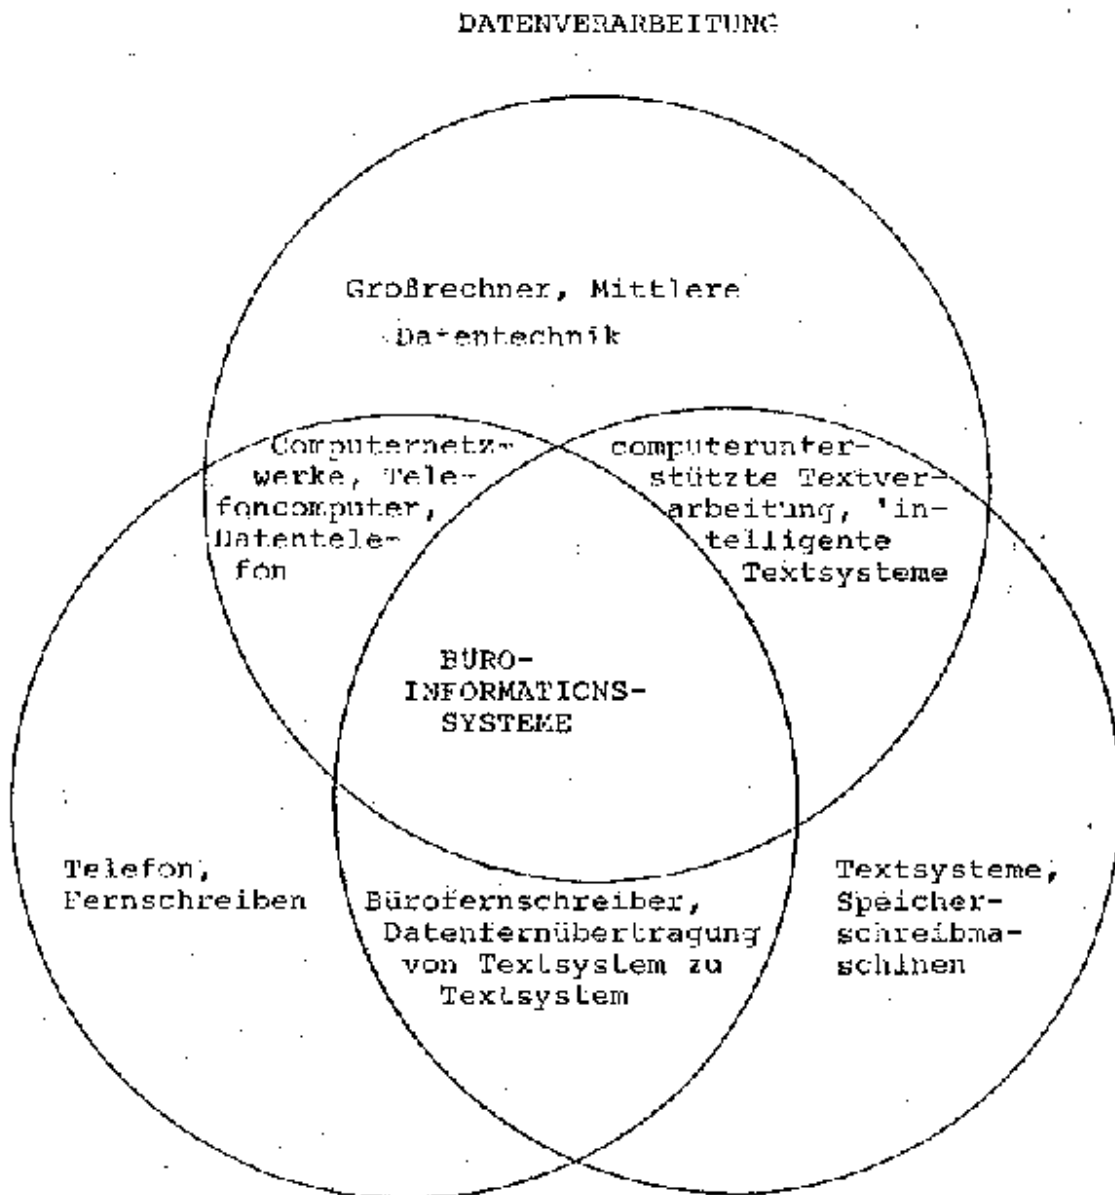 DATENVERARBEITUNG
Großrechner, Mittlere
Datentechnik
Computernetz-
werke, Tele-
foncomputer,
Datentele-
fon
computerunter-
stützte Textver-
arbeitung, 'in-
telligente
Textsysteme
BÜRO-
INFORMATIONS-
SYSTEME
Telefon,
Fernschreiben
Bürofernschreiber,
Datenfernübertragung
von Textsystem zu
Textsystem
Textsysteme,
Speicher-
schreibma-
schinen